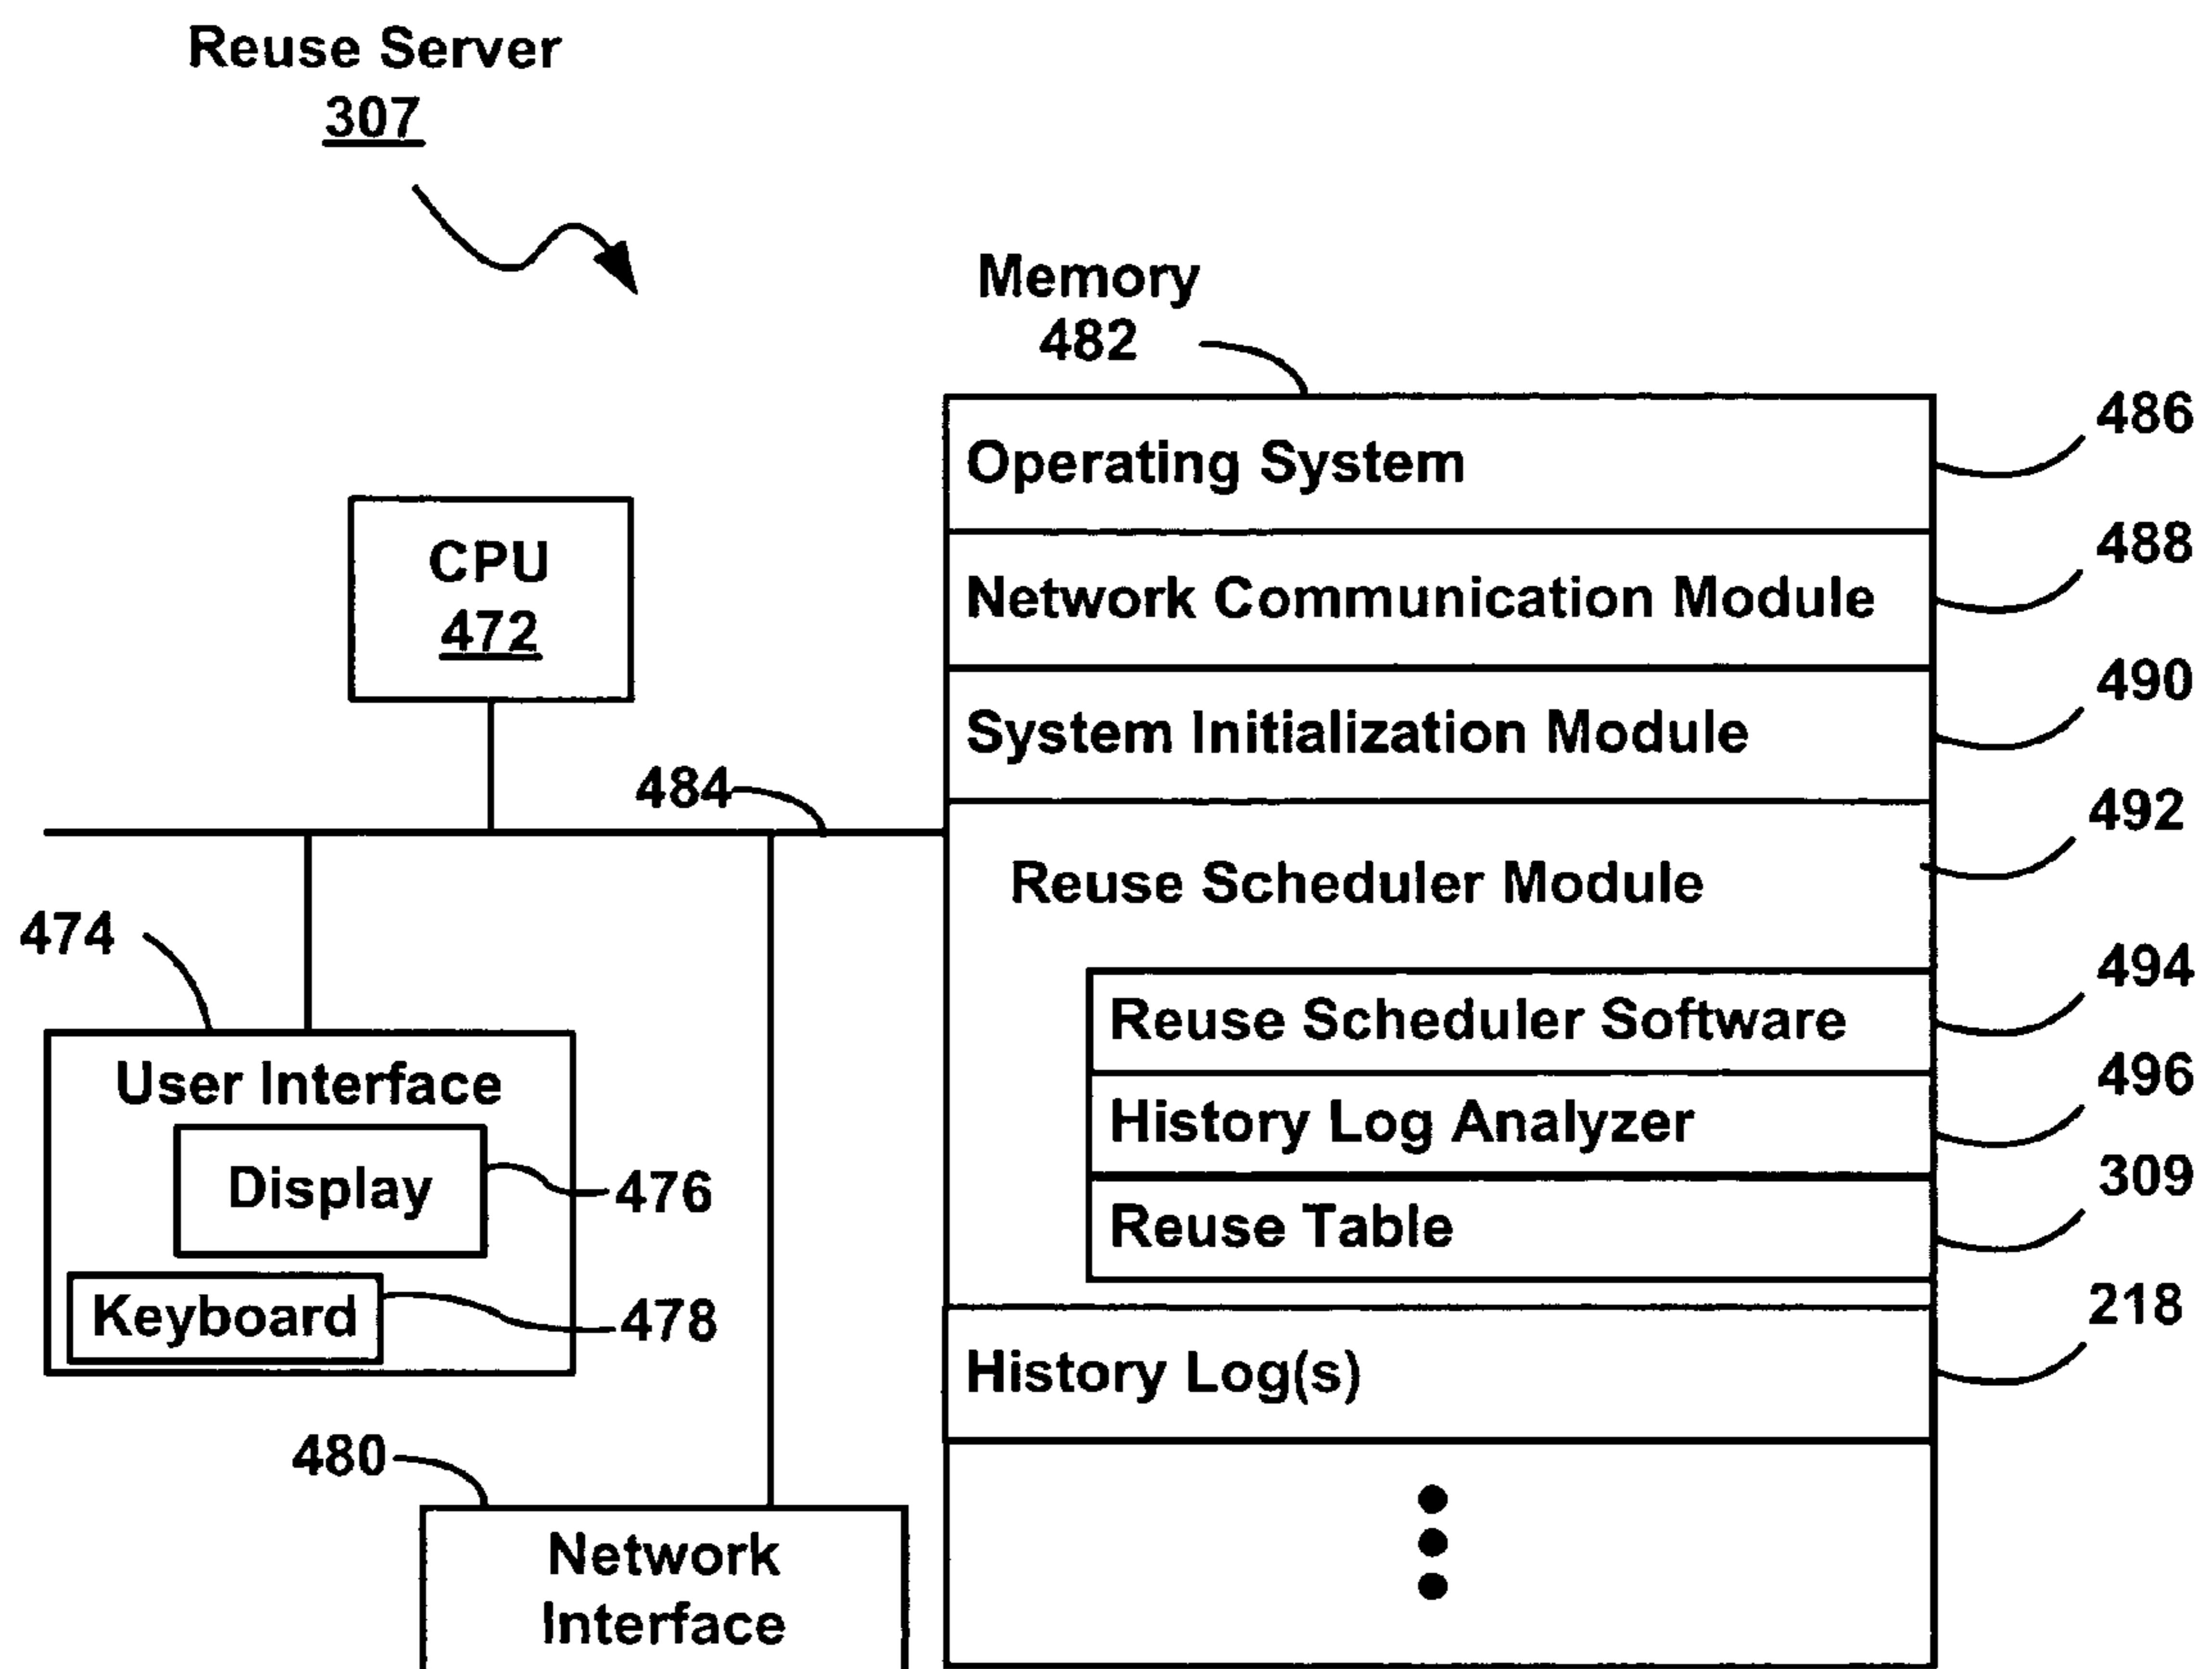 Reuse Server
307
Memory
482
Operating System
486
Network Communication Module
488
CPU
472
System Initialization Module
490
484
Reuse Scheduler Module
492
474
Reuse Scheduler Software
494
User Interface
History Log Analyzer
496
Display
476
Reuse Table
309
Keyboard
478
History Log(s)
218
480
Network
Interface